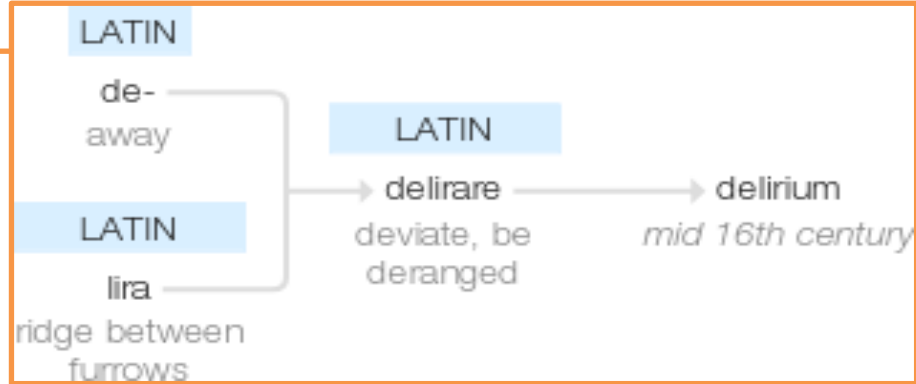 LATIN
de-
away
LATIN
lira
ridge between
furrows
LATIN
delirare
deviate, be
deranged
delirium
mid 16th century